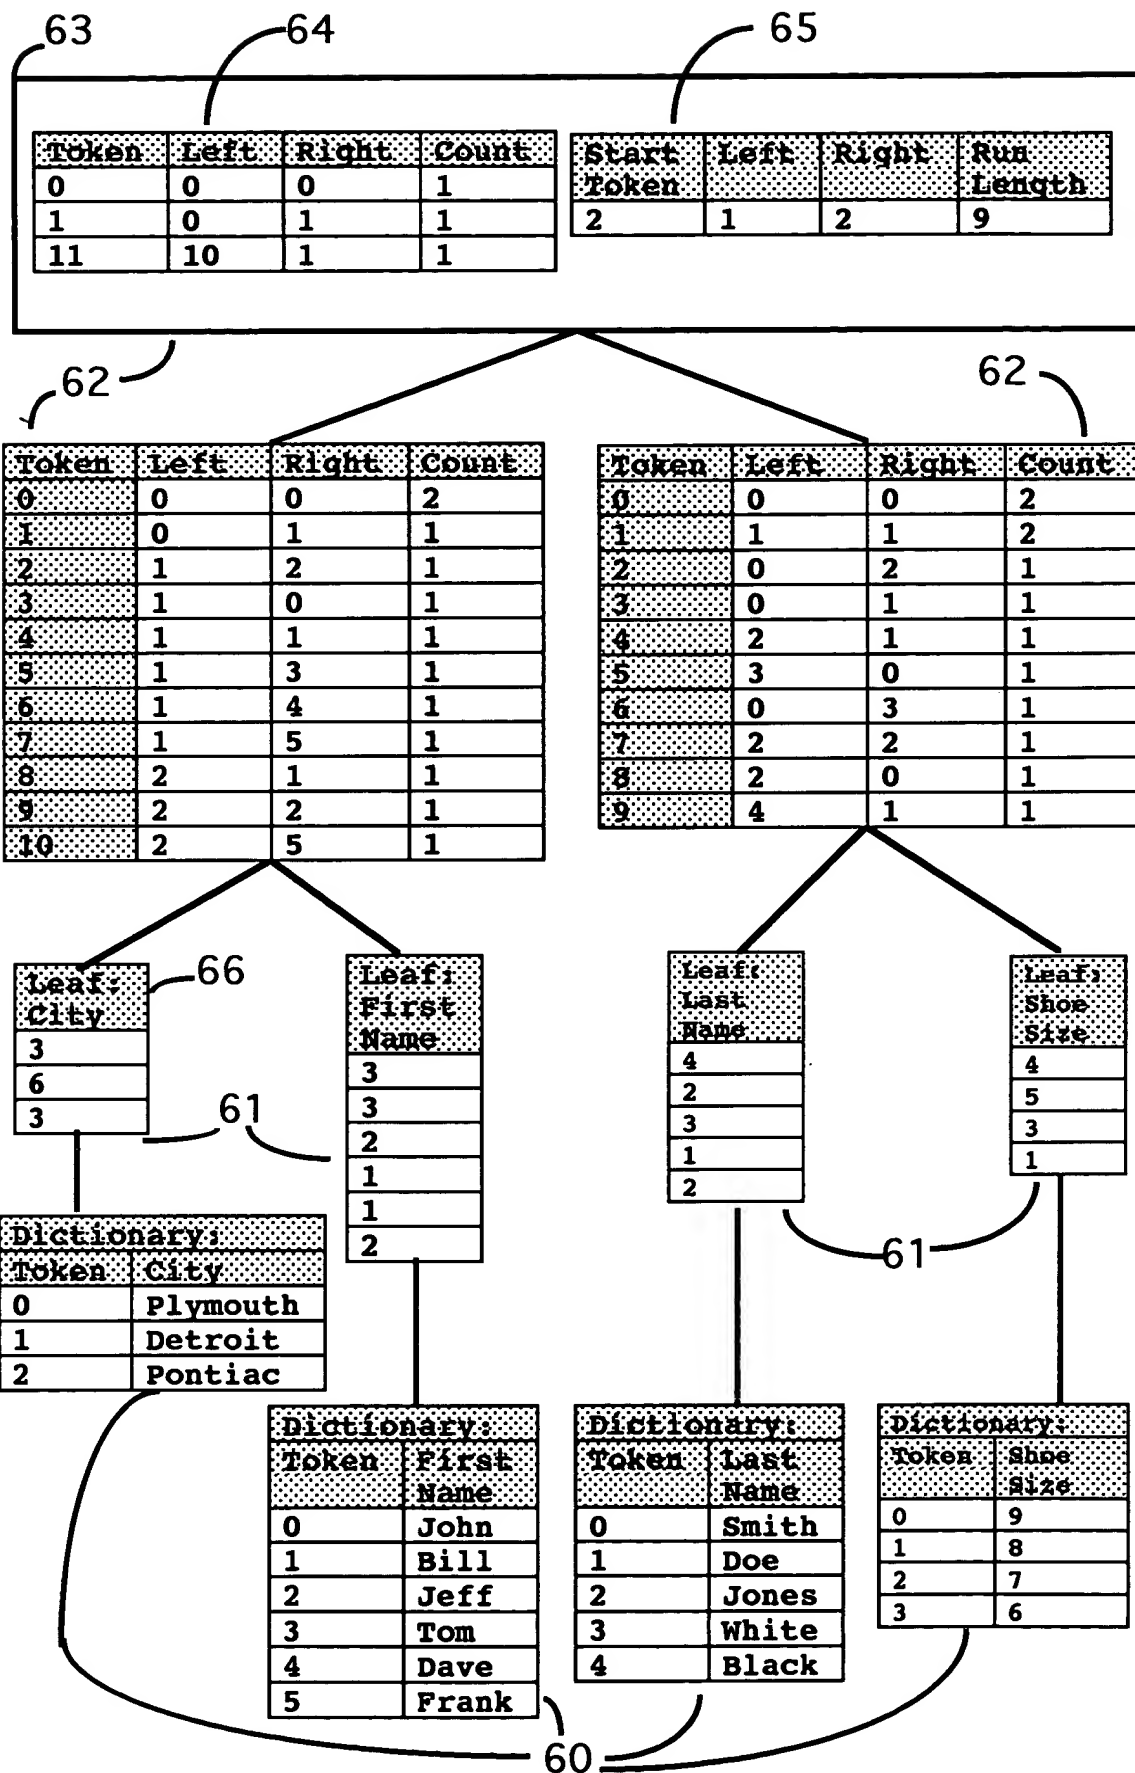 63
64
65
Token Left Right Count
0 0 0 1
1 0 1 1
11 10 1 1
Start Token Left Right Run Length
2 1 2 9
62
62
Token Left Right Count
0 0 0 2
1 0 1 1
2 1 2 1
3 1 0 1
4 1 1 1
5 1 3 1
6 1 4 1
7 1 5 1
8 2 1 1
9 2 2 1
10 2 5 1
Token Left Right Count
0 0 0 2
1 1 1 2
2 0 2 1
3 0 1 1
4 2 1 1
5 3 0 1
6 0 3 1
7 2 2 1
8 2 0 1
9 4 1 1
Leaf:
City
3
6
3
66
Leaf:
First
Name
3
3
2
1
1
2
61
Leaf:
Last
Name
4
2
3
1
2
Leaf:
Shoe
Size
4
5
3
1
61
Dictionary:
Token City
0 Plymouth
1 Detroit
2 Pontiac
Dictionary:
Token First
Name
0 John
1 Bill
2 Jeff
3 Tom
4 Dave
5 Frank
Dictionary:
Token Last
Name
0 Smith
1 Doe
2 Jones
3 White
4 Black
Dictionary:
Token Shoe
Size
0 9
1 8
2 7
3 6
60